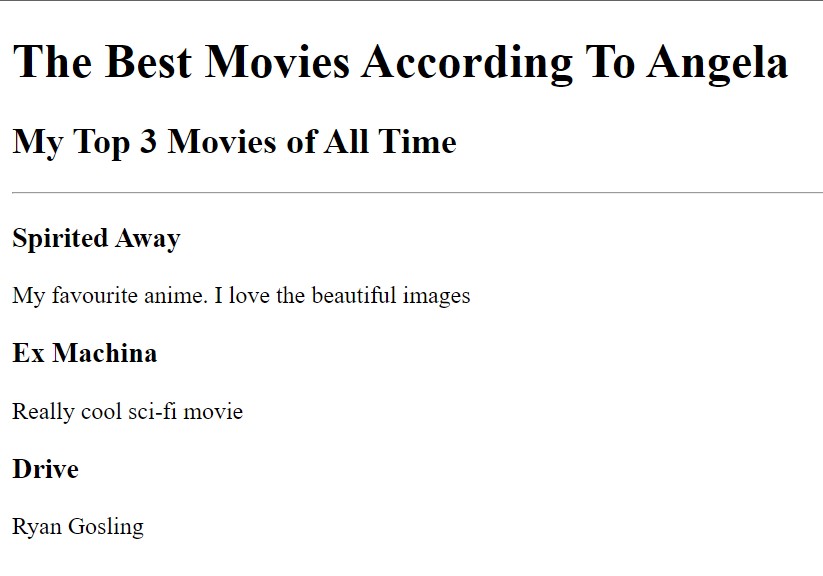 The Best Movies According To Angela
My Top 3 Movies of All Time
Spirited Away
My favourite anime. I love the beautiful images
Ex Machina
Really cool sci-fi movie
Drive
Ryan Gosling